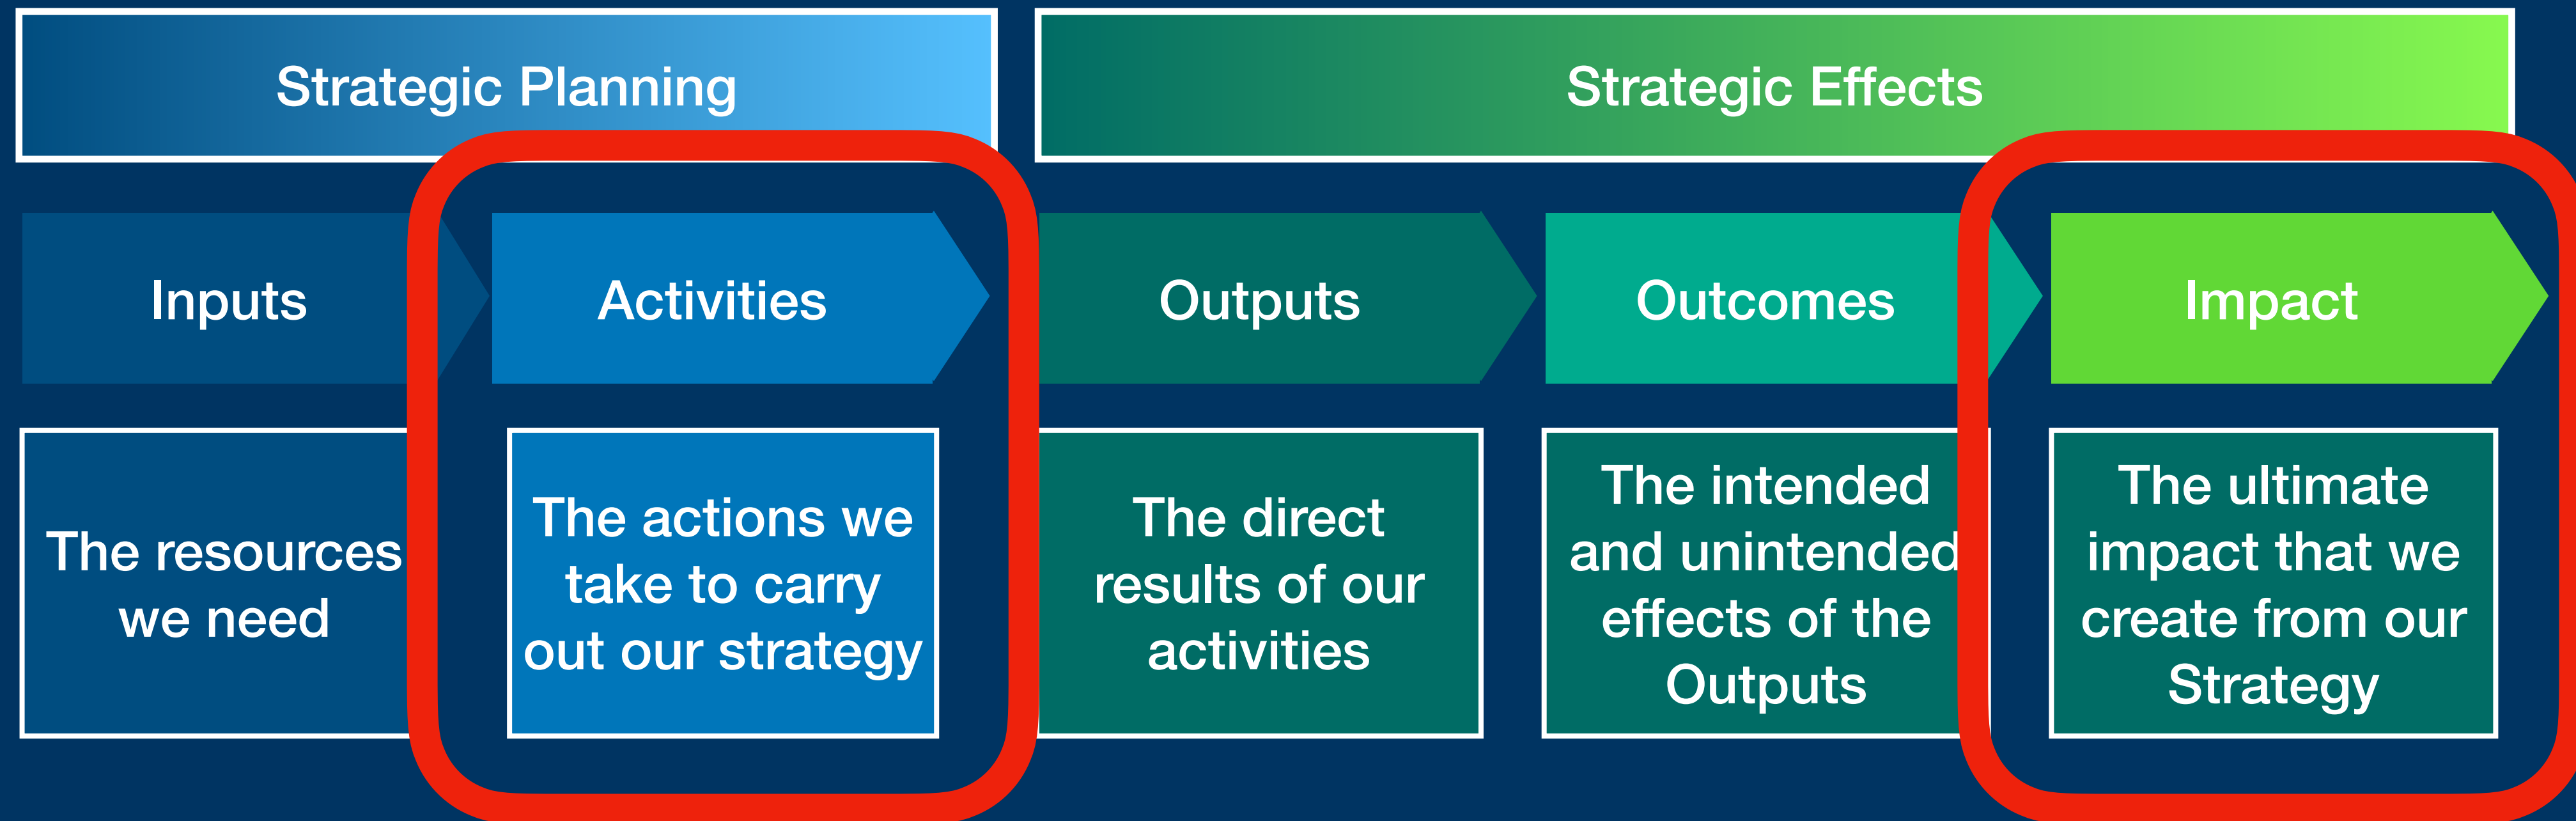 Strategic Planning
Strategic Effects
Inputs
Activities
Outputs
Outcomes
Impact
The resources
we need
The actions we
take to carry
out our strategy
The direct
results of our
activities
The intended
and unintended
effects of the
Outputs
The ultimate
impact that we
create from our
Strategy